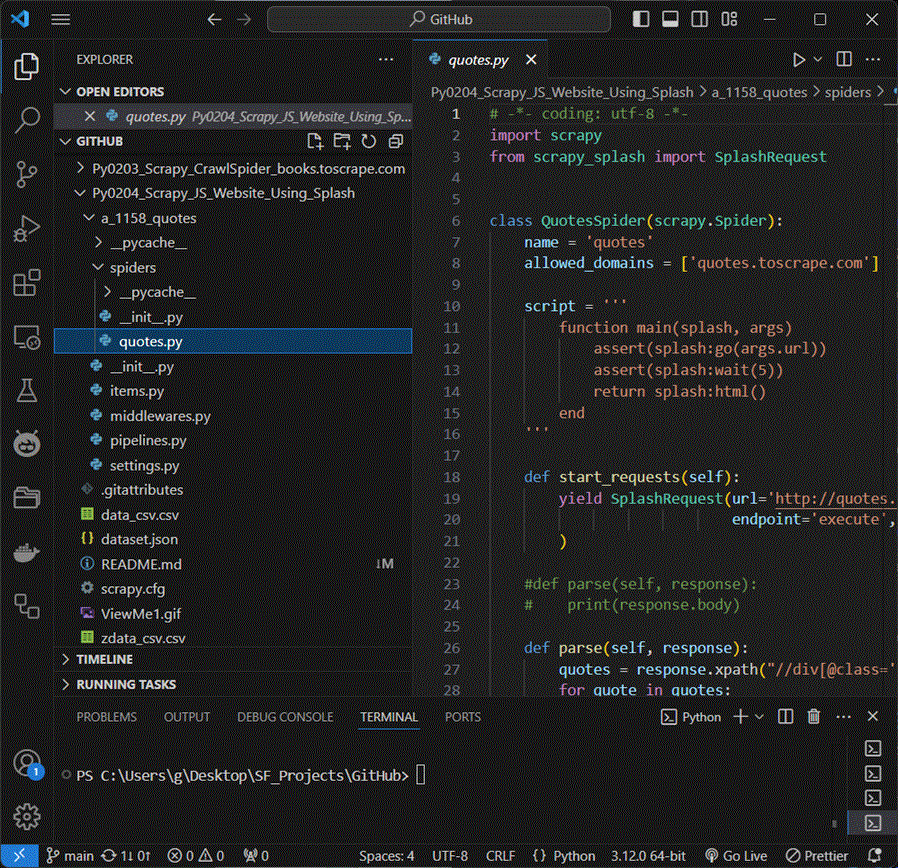 GitHub
EXPLORER
OPEN EDITORS
quotes.py Py0204_Scrapy_JS_Website_Using_Sp...
GITHUB
Py0203_Scrapy_CrawlSpider_books.toscrape.com
Py0204_Scrapy_JS_Website_Using_Splash
a_1158_quotes
__pycache__
spiders
__pycache__
__init__.py
quotes.py
__init__.py
items.py
middlewares.py
pipelines.py
settings.py
.gitattributes
data_csv.csv
dataset.json
README.md ↓M
scrapy.cfg
ViewMe1.gif
zdata_csv.csv
TIMELINE
RUNNING TASKS
quotes.py
Py0204_Scrapy_JS_Website_Using_Splash > a_1158_quotes > spiders >
1 # -*- coding: utf-8 -*-
2 import scrapy
3 from scrapy_splash import SplashRequest
4
5
6 class QuotesSpider(scrapy.Spider):
7 name = 'quotes'
8 allowed_domains = ['quotes.toscrape.com']
9
10 script = '''
11 function main(splash, args)
12 assert(splash:go(args.url))
13 assert(splash:wait(5))
14 return splash:html()
15 end
16 '''
17
18 def start_requests(self):
19 yield SplashRequest(url='http://quotes.
20 endpoint='execute',
21 )
22
23 #def parse(self, response):
24 # print(response.body)
25
26 def parse(self, response):
27 quotes = response.xpath("//div[@class='
28 for quote in quotes:
PROBLEMS OUTPUT DEBUG CONSOLE TERMINAL PORTS Python
PS C:\Users\g\Desktop\SF_Projects\GitHub>
1
main 1↓ 0↑ 0 0 0 Spaces: 4 UTF-8 CRLF {} Python 3.12.0 64-bit Go Live Prettier